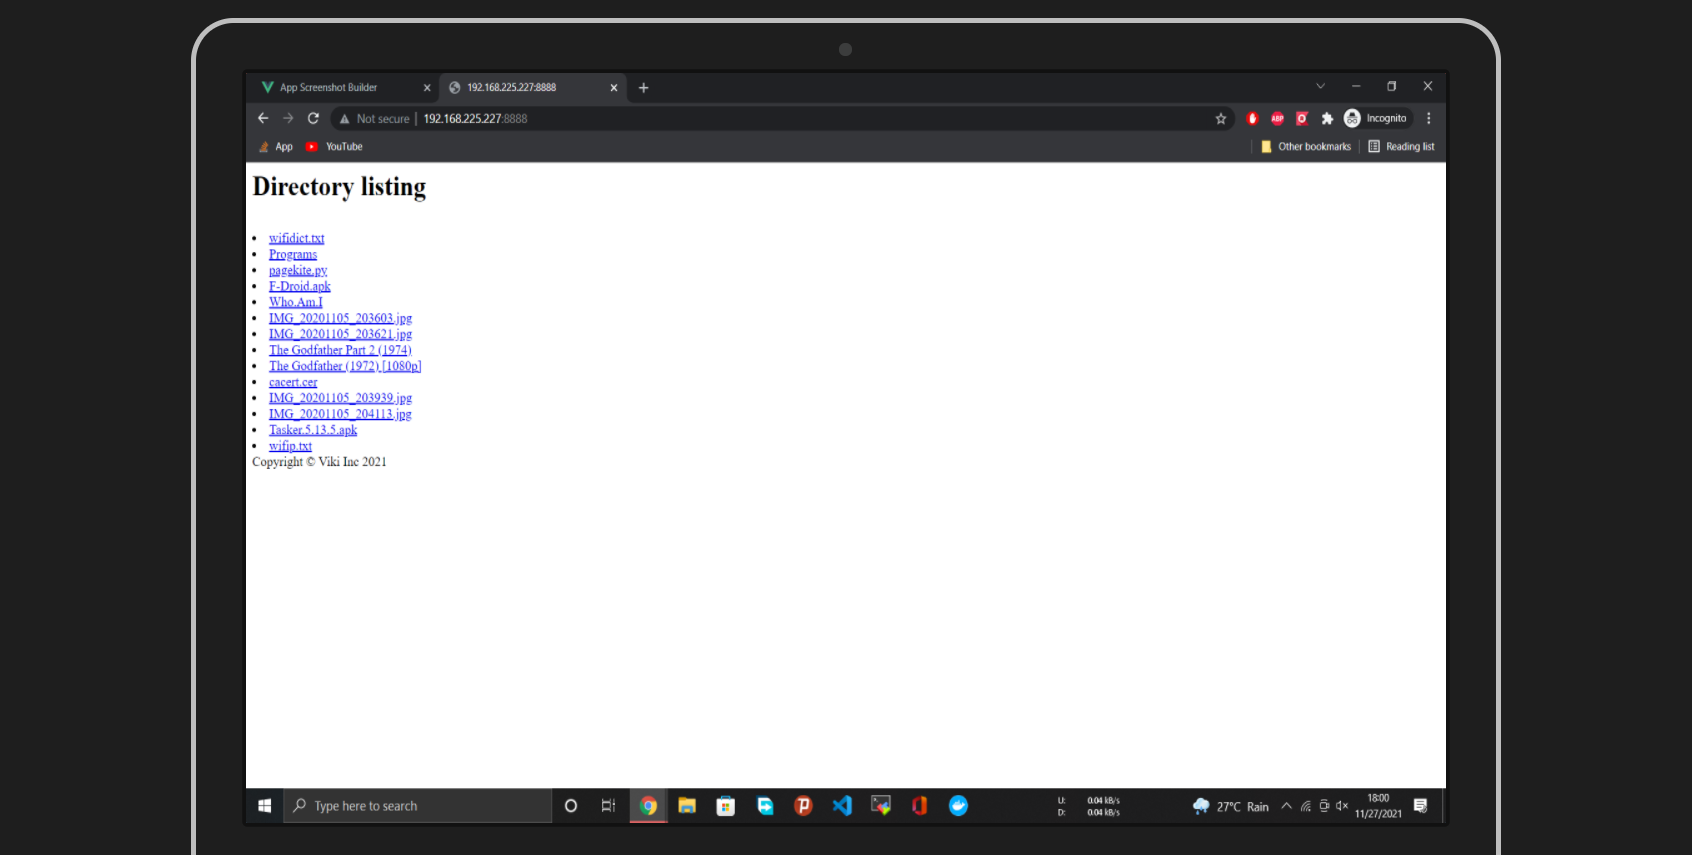 App Screenshot Builder
192.168.225.227:8888
Not secure | 192.168.225.227:8888
ABP
Incognito
App
YouTube
Other bookmarks
Reading list
Directory listing
wifidict.txt
Programs
pagekite.py
F-Droid.apk
Who.Am.I
IMG_20201105_203603.jpg
IMG_20201105_203621.jpg
The Godfather Part 2 (1974)
The Godfather (1972) [1080p]
cacert.cer
IMG_20201105_203939.jpg
IMG_20201105_204113.jpg
Tasker.5.13.5.apk
wifip.txt
Copyright © Viki Inc 2021
Type here to search
U: 0.04 kB/s
D: 0.04 kB/s
27°C Rain
18:00
11/27/2021